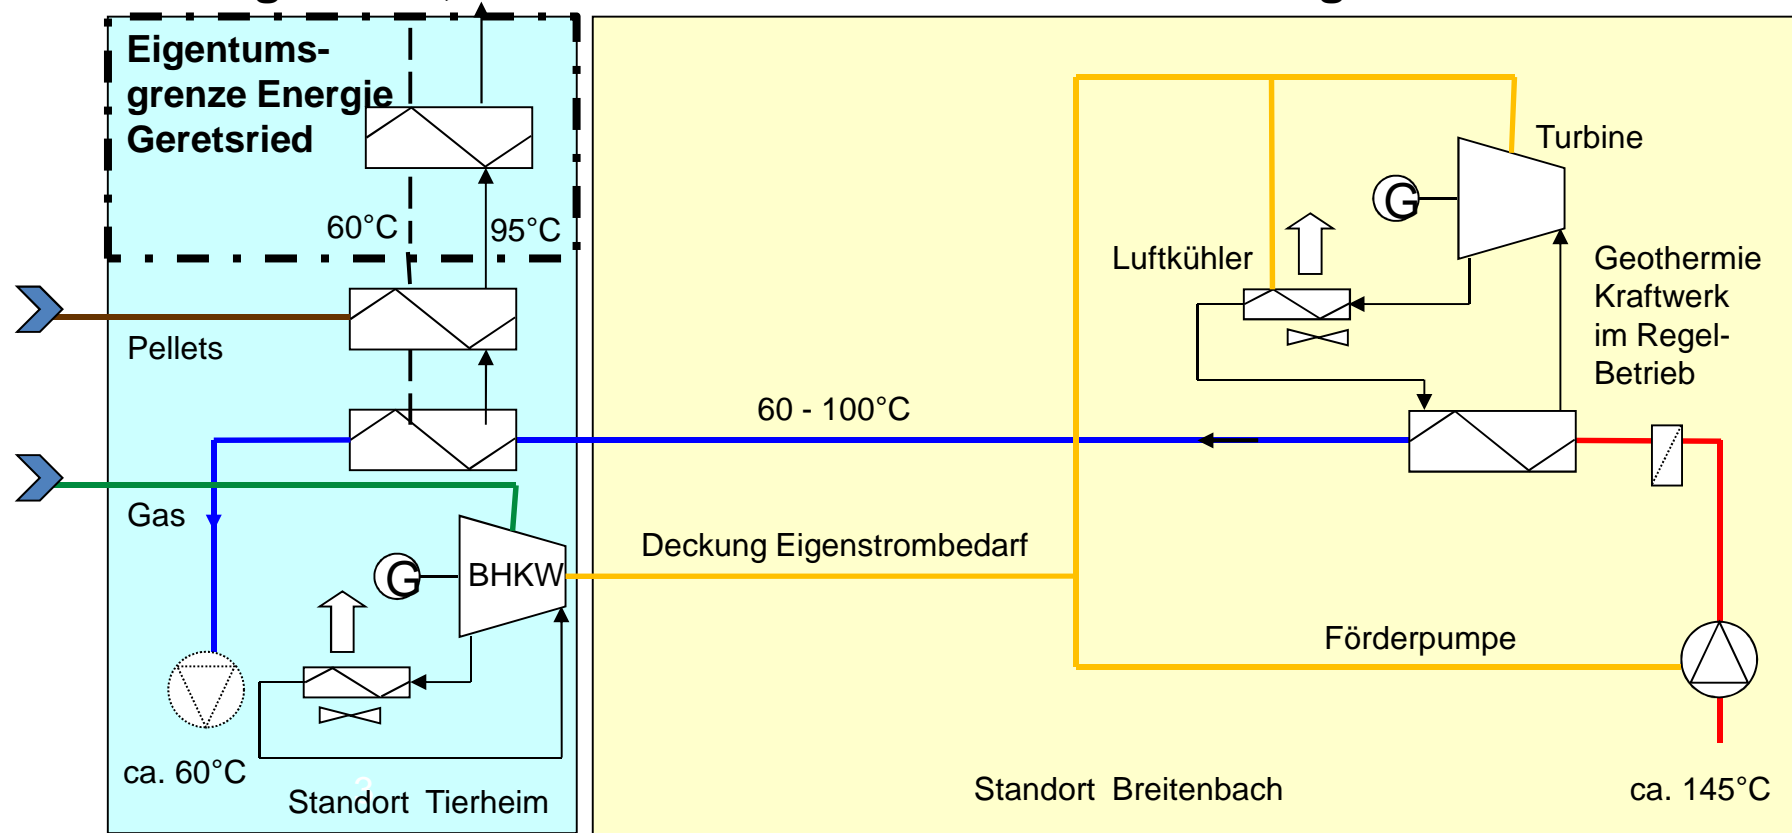 Eigentums-
grenze Energie
Geretsried
60°C
95°C
Pellets
Gas
G
BHKW
ca. 60°C
Standort Tierheim
60 - 100°C
Deckung Eigenstrombedarf
Turbine
G
Luftkühler
Geothermie
Kraftwerk
im Regel-
Betrieb
Förderpumpe
Standort Breitenbach
ca. 145°C